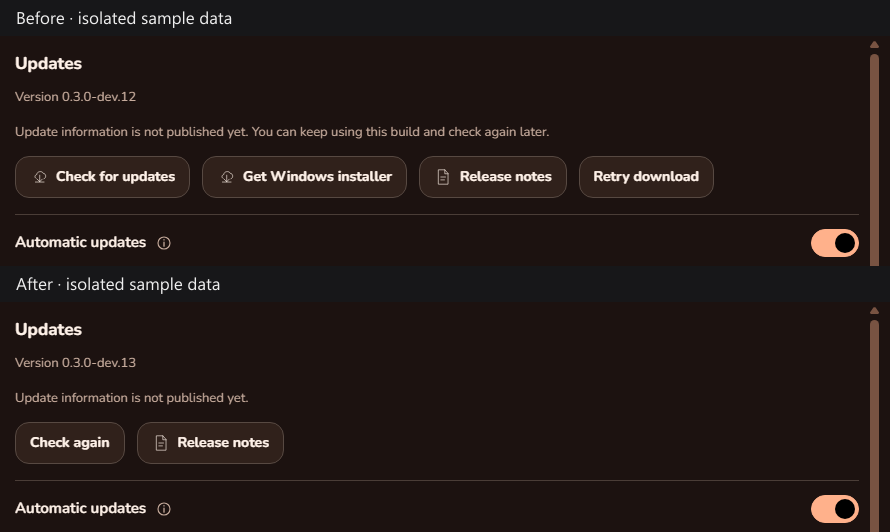 Before · isolated sample data
Updates
Version 0.3.0-dev.12
Update information is not published yet. You can keep using this build and check again later.
Check for updates Get Windows installer Release notes Retry download
Automatic updates
After · isolated sample data
Updates
Version 0.3.0-dev.13
Update information is not published yet.
Check again Release notes
Automatic updates